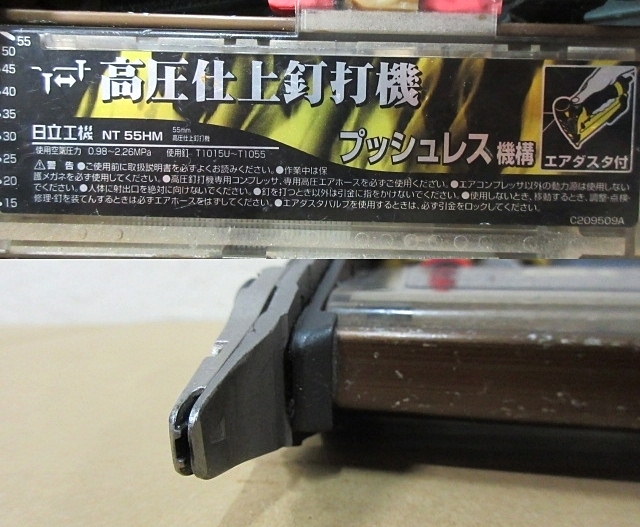 55
50
45
40
35
30
25
20
15
高圧仕上釘打機
日立工機 NT 55HM 55mm 高圧仕上釘打機
使用空気圧力 0.98~2.26MPa 使用釘 T1015U~T1055
プッシュレス機構
エアダスタ付
⚠警告 ●ご使用前に取扱説明書を必ずよくお読みください。●作業中は保
護メガネを必ず使用してください。●高圧釘打機専用コンプレッサ、専用高圧エアホースを必ずご使用ください。●エアコンプレッサ以外の動力源は使用しない
でください。●人体に射出口を絶対に向けないでください。●釘を打つとき以外は引金に指をかけないでください。●使用しないとき、移動するとき、調整・点検・
修理・釘を装てんするときは必ずエアホースをはずしてください。●エアダスタバルブを使用するときは、必ず引金をロックしてください。
C209509A